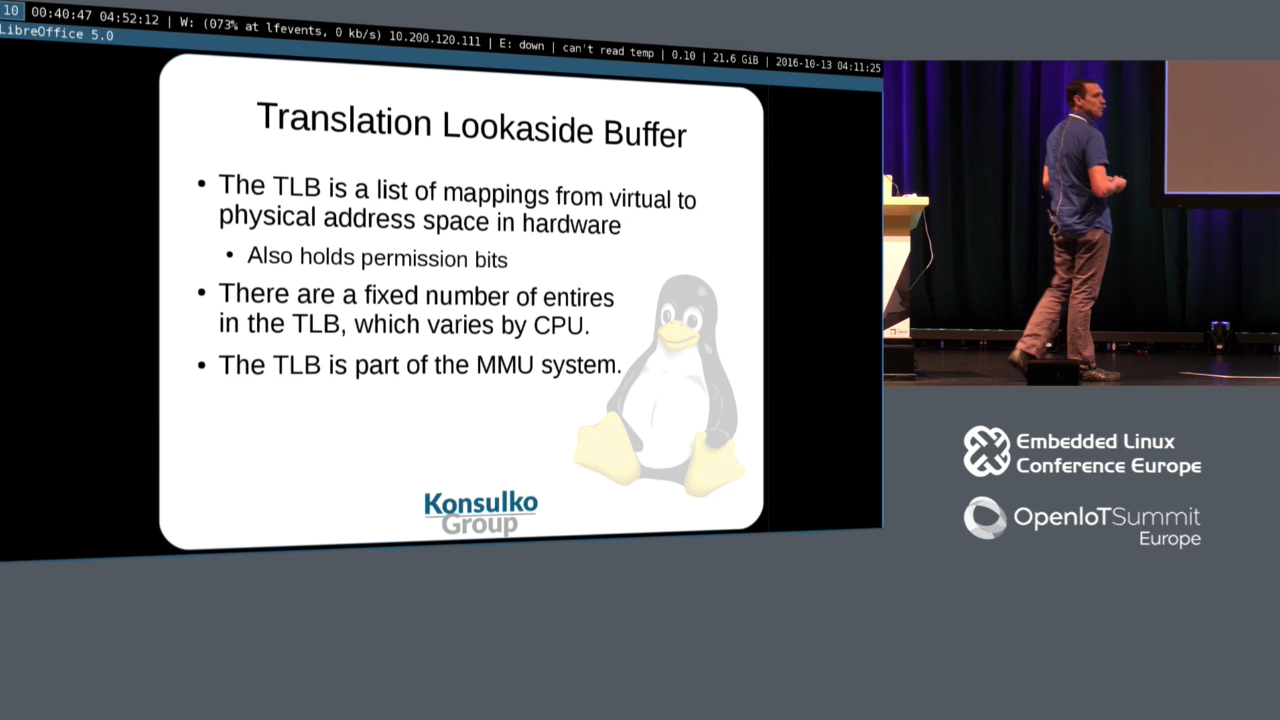 10 00:40:47 04:52:12 | W: (073% at lfevents, 0 kb/s) 10.200.120.111 | E: down | can't read temp | 0.10 | 21.6 GiB | 2016-10-13 04:11:25
LibreOffice 5.0
Translation Lookaside Buffer
• The TLB is a list of mappings from virtual to
physical address space in hardware
• Also holds permission bits
• There are a fixed number of entires
in the TLB, which varies by CPU.
• The TLB is part of the MMU system.
Konsulko
Group
Embedded Linux
Conference Europe
OpenIoTSummit
Europe